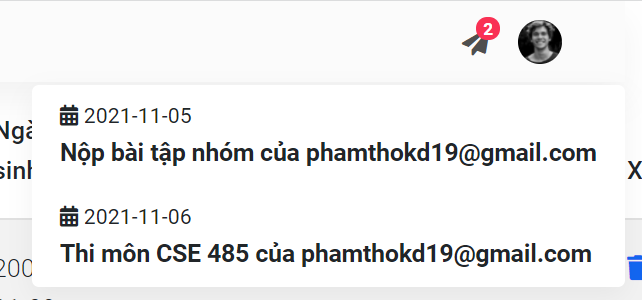 2
2021-11-05
Nộp bài tập nhóm của phamthokd19@gmail.com
2021-11-06
Thi môn CSE 485 của phamthokd19@gmail.com
X